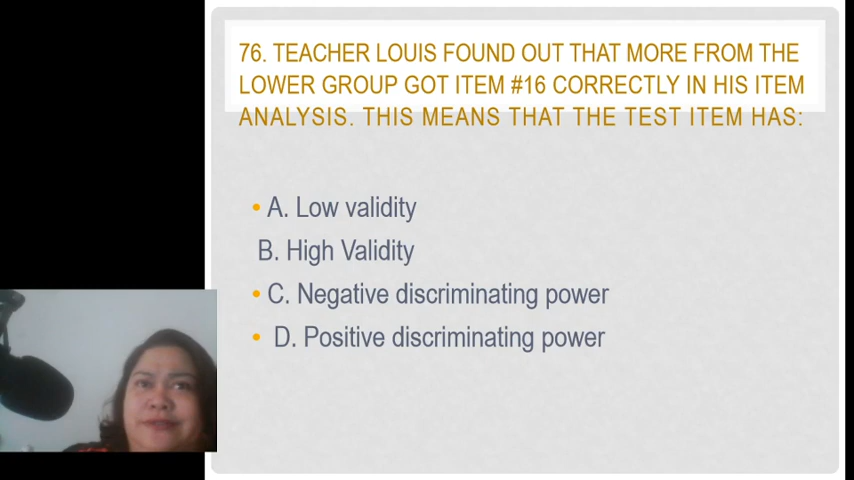 76. TEACHER LOUIS FOUND OUT THAT MORE FROM THE
LOWER GROUP GOT ITEM #16 CORRECTLY IN HIS ITEM
ANALYSIS. THIS MEANS THAT THE TEST ITEM HAS:
• A. Low validity
B. High Validity
• C. Negative discriminating power
• D. Positive discriminating power